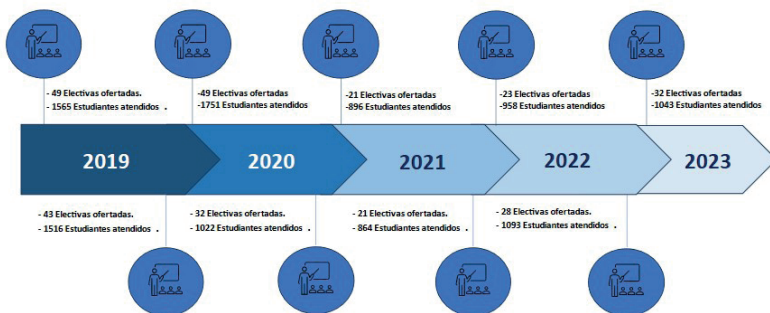 - 49 Electivas ofertadas.
- 1565 Estudiantes atendidos .
-49 Electivas ofertadas
-1751 Estudiantes atendidos
-21 Electivas ofertadas
-896 Estudiantes atendidos
-23 Electivas ofertadas
-958 Estudiantes atendidos
-32 Electivas ofertadas
-1043 Estudiantes atendidos
2019
2020
2021
2022
2023
- 43 Electivas ofertadas.
- 1516 Estudiantes atendidos .
- 32 Electivas ofertadas.
- 1022 Estudiantes atendidos .
- 21 Electivas ofertadas.
- 864 Estudiantes atendidos .
- 28 Electivas ofertadas.
- 1093 Estudiantes atendidos .